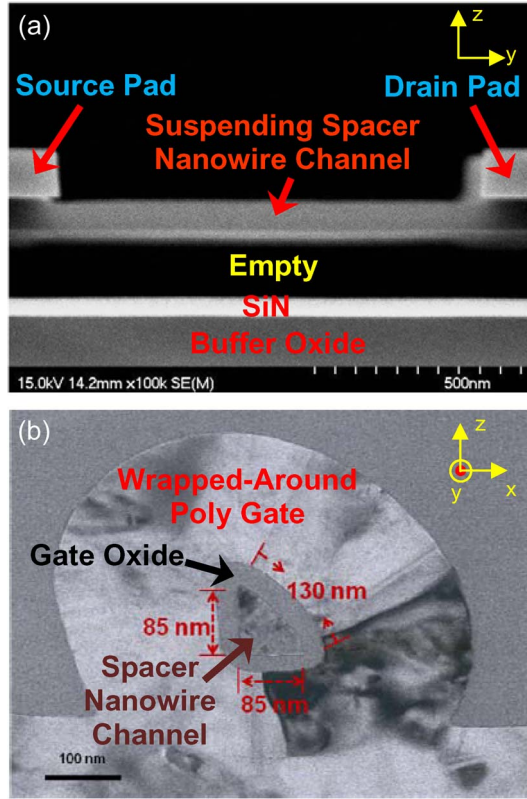 (a)
z
y
Source Pad
Drain Pad
Suspending Spacer
Nanowire Channel
Empty
SiN
Buffer Oxide
15.0kV 14.2mm x100k SE(M)
500nm
(b)
z
x
y
Wrapped-Around
Poly Gate
Gate Oxide
130 nm
85 nm
Spacer
Nanowire
Channel
85 nm
100 nm